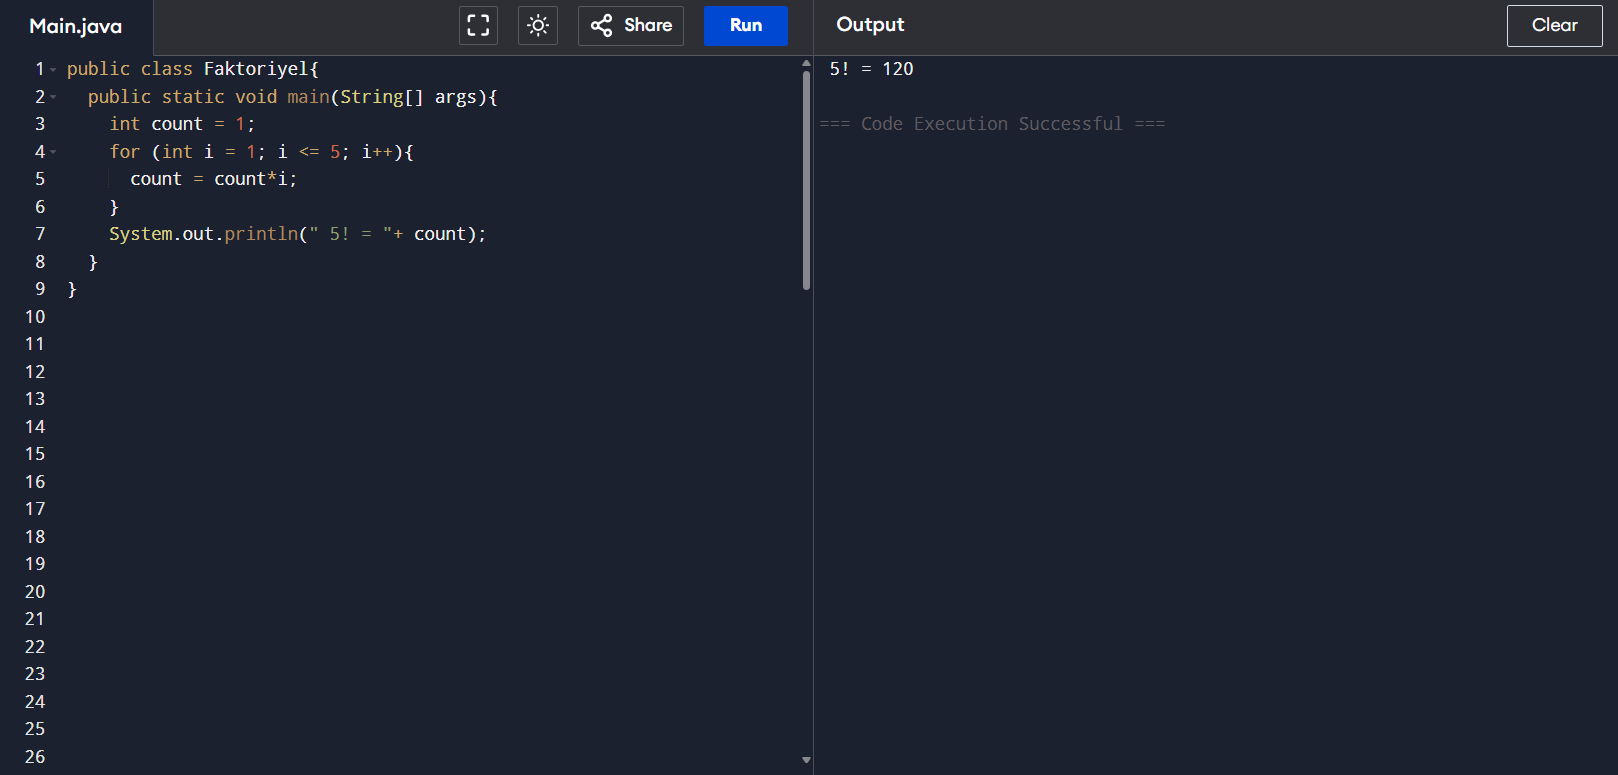 Main.java
Share
Run
Output
Clear
1 public class Faktoriyel{
2   public static void main(String[] args){
3     int count = 1;
4     for (int i = 1; i <= 5; i++){
5       count = count*i;
6     }
7     System.out.println(" 5! = "+ count);
8   }
9 }
10
11
12
13
14
15
16
17
18
19
20
21
22
23
24
25
26
5! = 120
=== Code Execution Successful ===